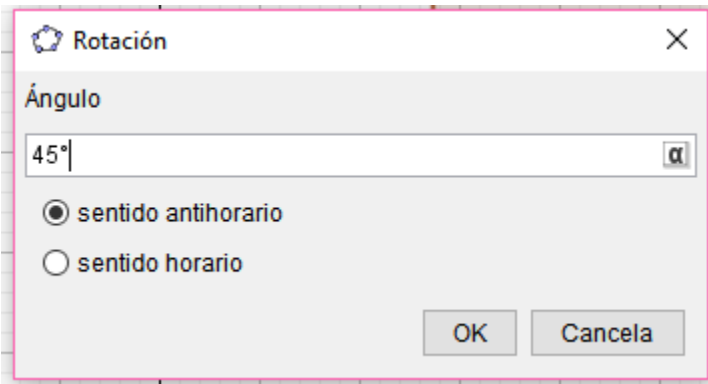 Rotación
Ángulo
45°
α
sentido antihorario
sentido horario
OK Cancela